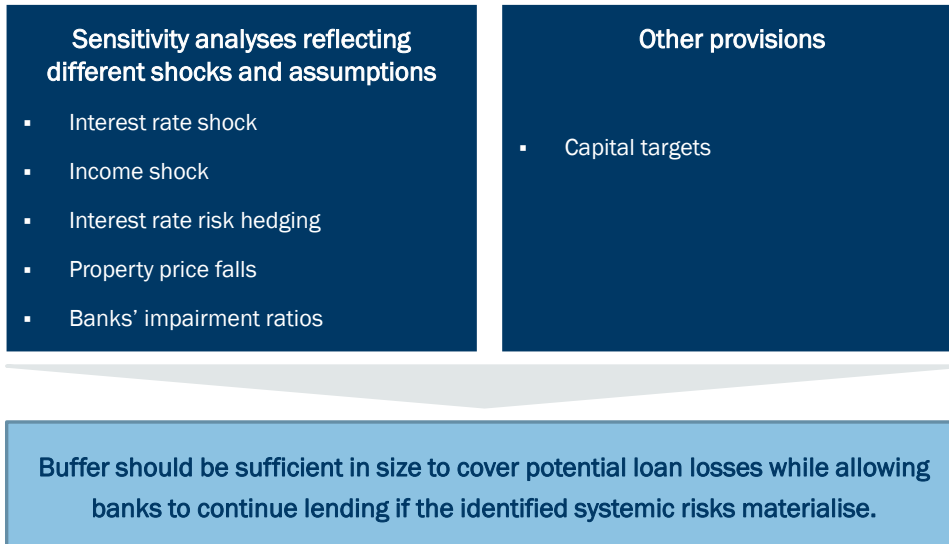 Sensitivity analyses reflecting
different shocks and assumptions
▪ Interest rate shock
▪ Income shock
▪ Interest rate risk hedging
▪ Property price falls
▪ Banks’ impairment ratios
Other provisions
▪ Capital targets
Buffer should be sufficient in size to cover potential loan losses while allowing
banks to continue lending if the identified systemic risks materialise.